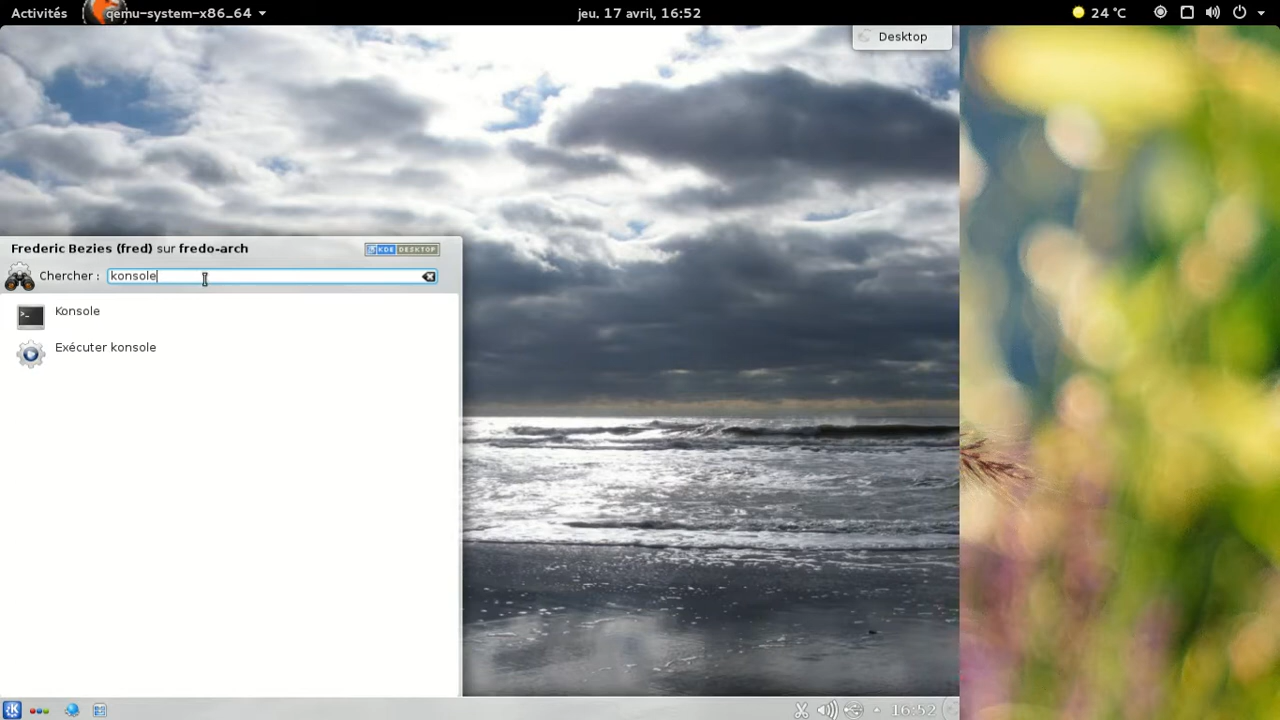 Activités qemu-system-x86_64 jeu. 17 avril, 16:52 24 °C
Desktop
Frederic Bezies (fred) sur fredo-arch KDE DESKTOP
Chercher : konsole
Konsole
Exécuter konsole
16:52